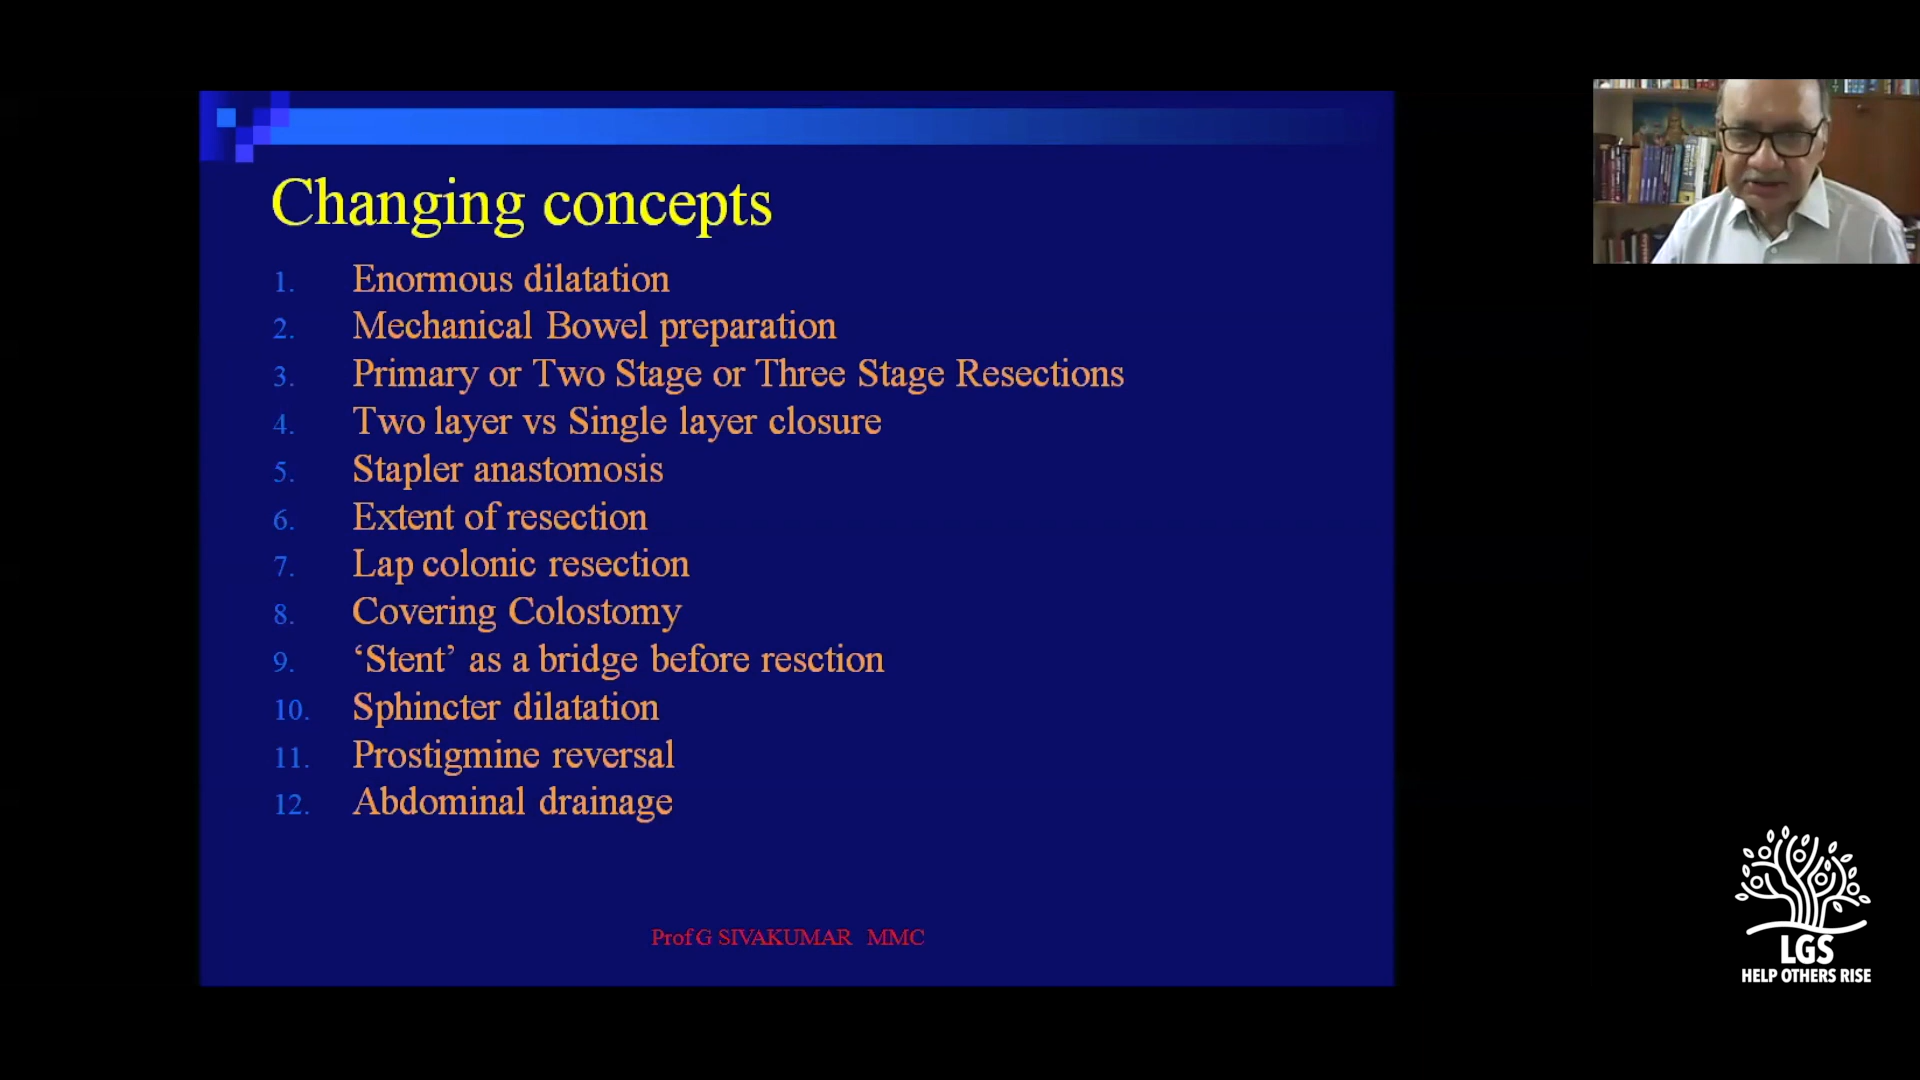 Changing concepts
1. Enormous dilatation
2. Mechanical Bowel preparation
3. Primary or Two Stage or Three Stage Resections
4. Two layer vs Single layer closure
5. Stapler anastomosis
6. Extent of resection
7. Lap colonic resection
8. Covering Colostomy
9. ‘Stent’ as a bridge before resction
10. Sphincter dilatation
11. Prostigmine reversal
12. Abdominal drainage
Prof G SIVAKUMAR MMC
LGS
HELP OTHERS RISE